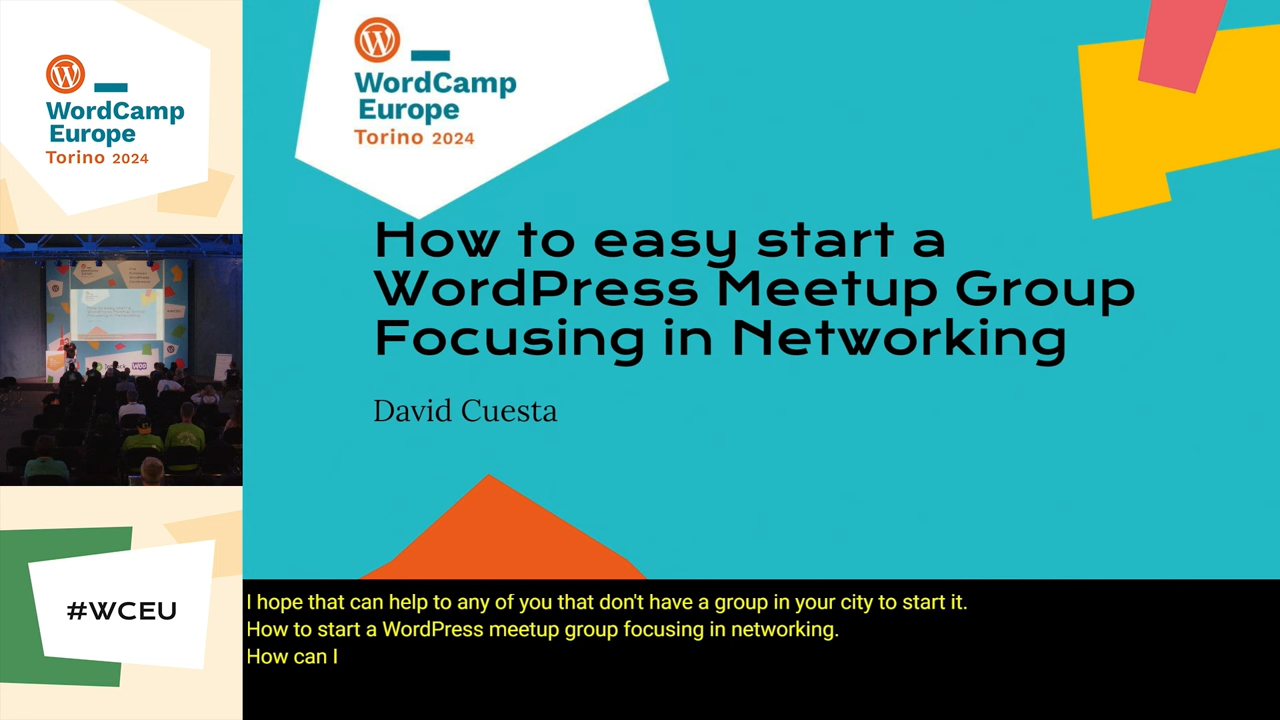 WordCamp
Europe
Torino 2024
#WCEU
WordCamp
Europe
Torino 2024
How to easy start a
WordPress Meetup Group
Focusing in Networking
David Cuesta
I hope that can help to any of you that don't have a group in your city to start it.
How to start a WordPress meetup group focusing in networking.
How can I